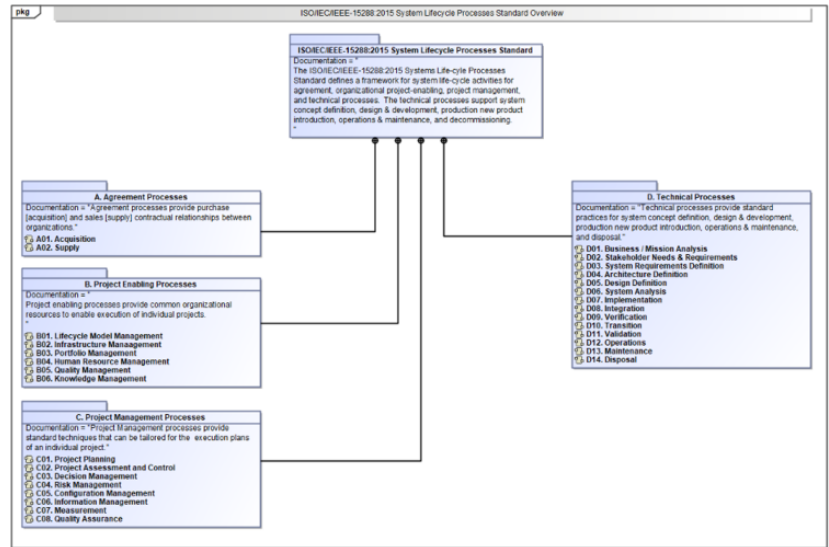 pkg
ISO/IEC/IEEE-15288:2015 System Lifecycle Processes Standard Overview
ISO/IEC/IEEE-15288:2015 System Lifecycle Processes Standard
Documentation = "
The ISO/IEC/IEEE-15288:2015 Systems Life-cyle Processes
Standard defines a framework for system life-cycle activities for
agreement, organizational project-enabling, project management,
and technical processes. The technical processes support system
concept definition, design & development, production new product
introduction, operations & maintenance, and decommissioning.
"
A. Agreement Processes
Documentation = "Agreement processes provide purchase
[acquisition] and sales [supply] contractual relationships between
organizations."
A01. Acquisition
A02. Supply
B. Project Enabling Processes
Documentation = "
Project enabling processes provide common organizational
resources to enable execution of individual projects.
"
B01. Lifecycle Model Management
B02. Infrastructure Manaagement
B03. Portfolio Management
B04. Human Resource Management
B05. Quality Management
B06. Knowledge Management
C. Project Management Processes
Documentation = "Project Management processes provide
standard techniques that can be tailored for the execution plans
of an individual project."
C01. Project Planning
C02. Project Assessment and Control
C03. Decision Management
C04. Risk Management
C05. Configuration Management
C06. Information Management
C07. Measurement
C08. Quality Assurance
D. Technical Processes
Documentation = "Technical processes provide standard
practices for system concept definition, design & development,
production new product introduction, operations & maintenance,
and disposal."
D01. Business / Mission Analysis
D02. Stakeholder Needs & Requirements
D03. System Requirements Definition
D04. Architecture Definition
D05. Design Definition
D06. System Analysis
D07. Implementation
D08. Integration
D09. Verification
D10. Transition
D11. Validation
D12. Operations
D13. Maintenance
D14. Disposal